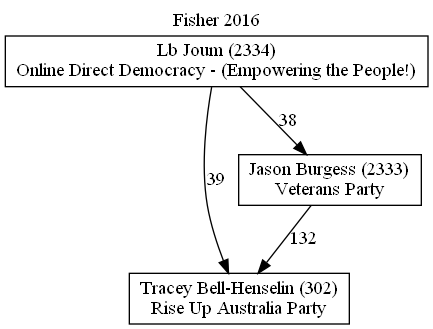 Fisher 2016
Lb Joum (2334)
Online Direct Democracy - (Empowering the People!)
38
Jason Burgess (2333)
Veterans Party
39
132
Tracey Bell-Henselin (302)
Rise Up Australia Party